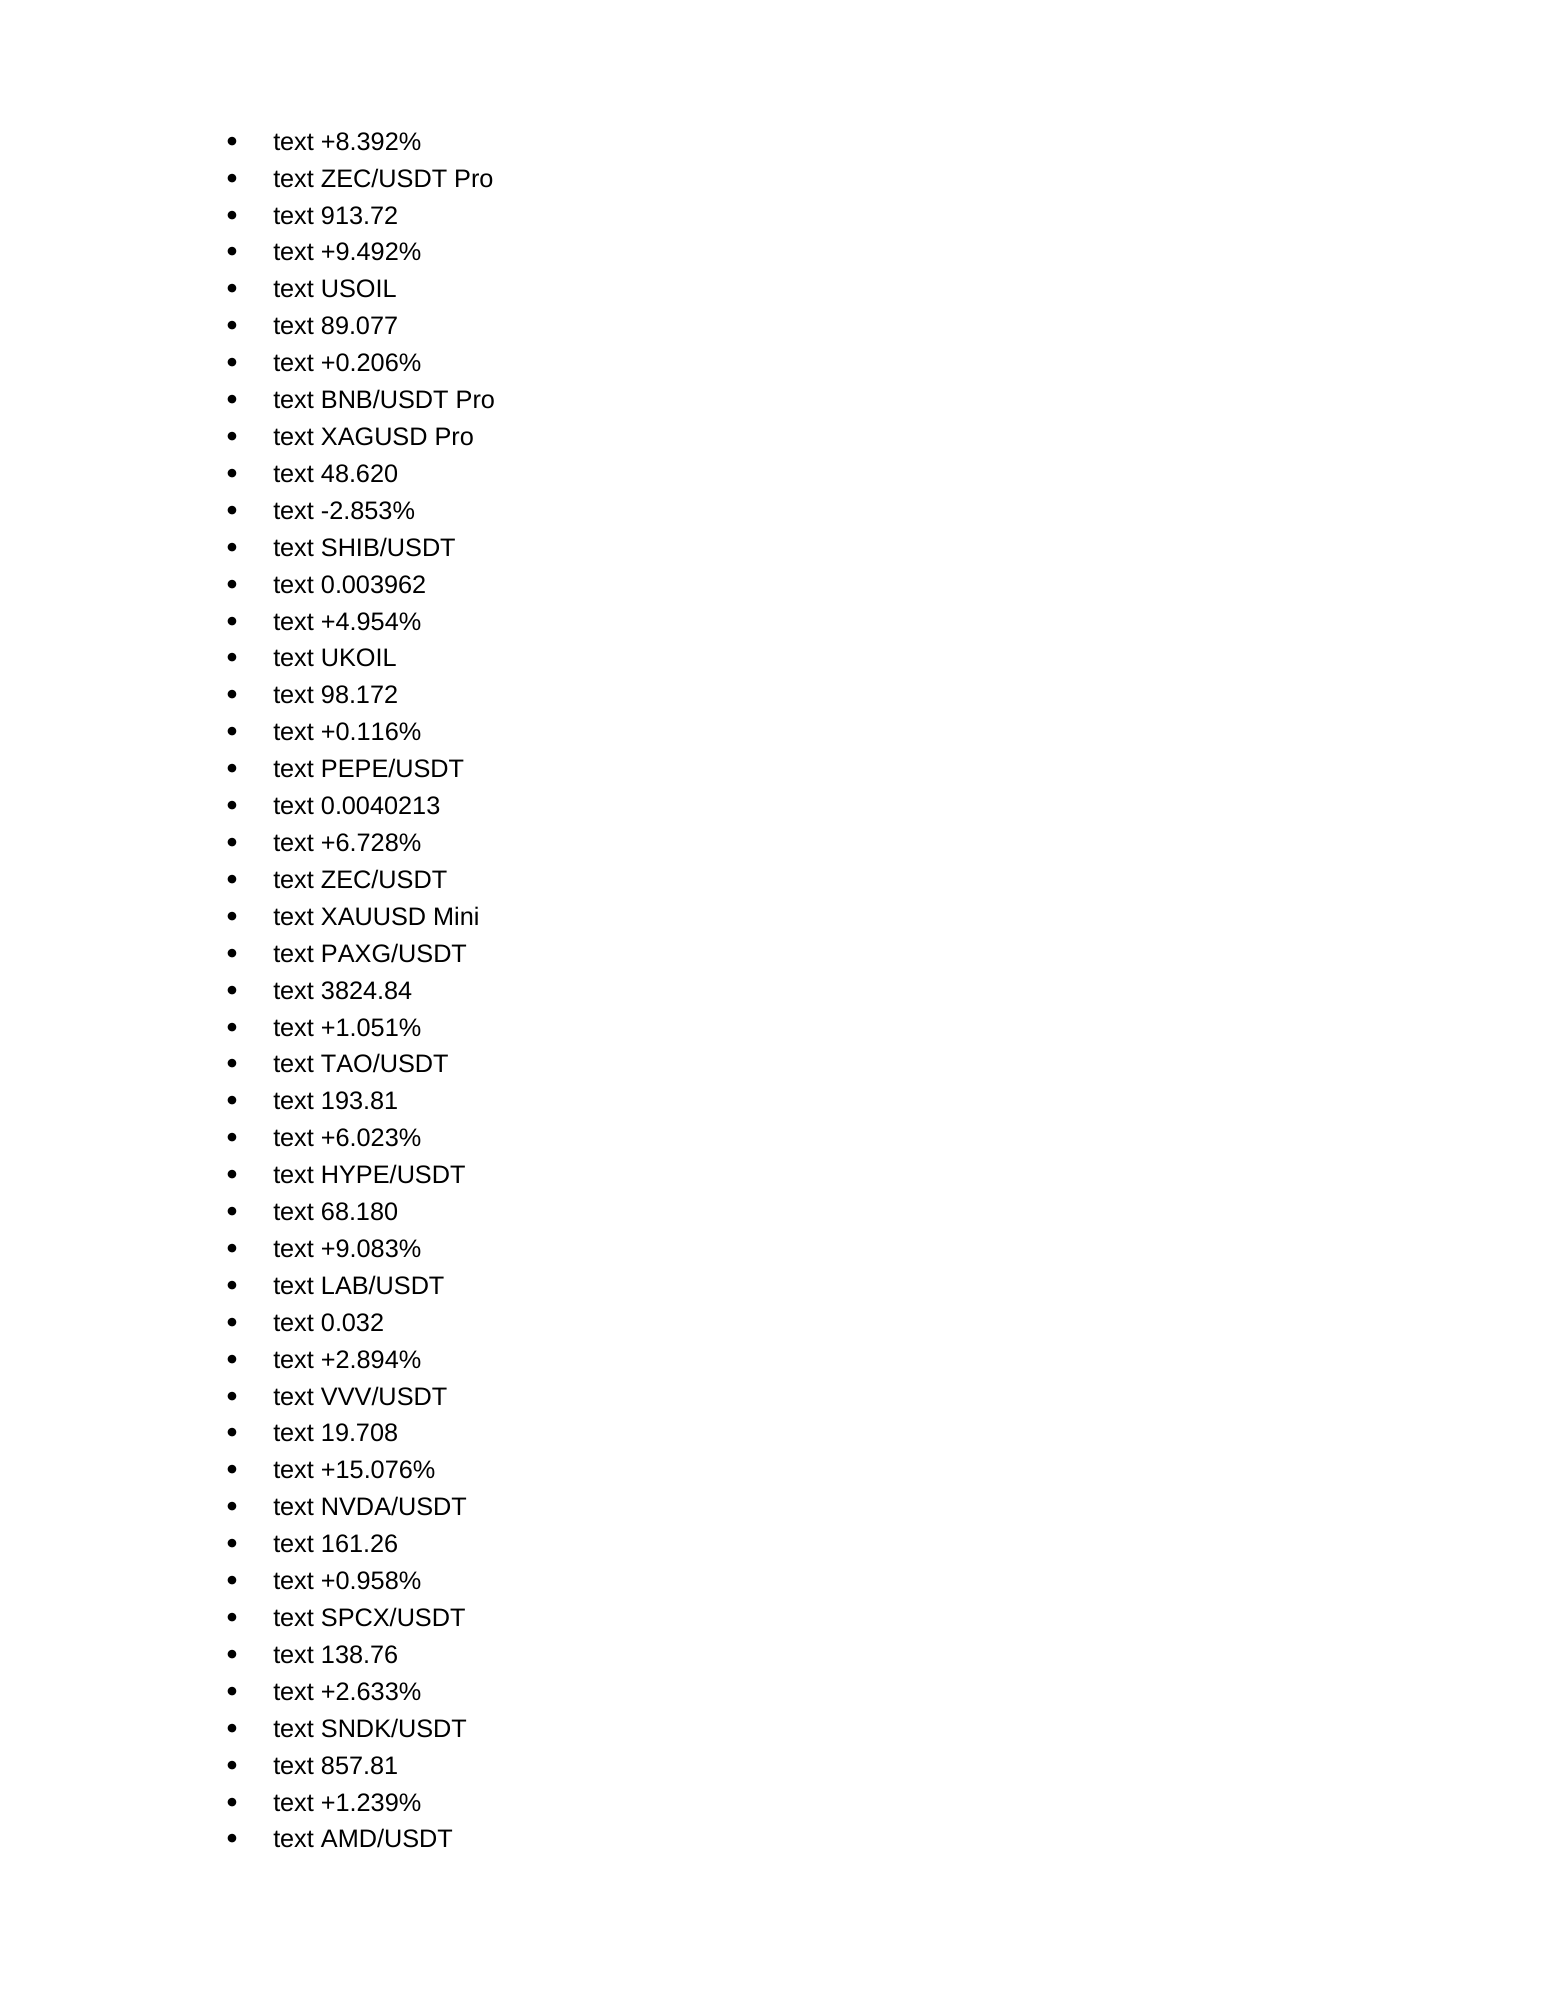 • text +8.392%
• text ZEC/USDT Pro
• text 913.72
• text +9.492%
• text USOIL
• text 89.077
• text +0.206%
• text BNB/USDT Pro
• text XAGUSD Pro
• text 48.620
• text -2.853%
• text SHIB/USDT
• text 0.003962
• text +4.954%
• text UKOIL
• text 98.172
• text +0.116%
• text PEPE/USDT
• text 0.0040213
• text +6.728%
• text ZEC/USDT
• text XAUUSD Mini
• text PAXG/USDT
• text 3824.84
• text +1.051%
• text TAO/USDT
• text 193.81
• text +6.023%
• text HYPE/USDT
• text 68.180
• text +9.083%
• text LAB/USDT
• text 0.032
• text +2.894%
• text VVV/USDT
• text 19.708
• text +15.076%
• text NVDA/USDT
• text 161.26
• text +0.958%
• text SPCX/USDT
• text 138.76
• text +2.633%
• text SNDK/USDT
• text 857.81
• text +1.239%
• text AMD/USDT